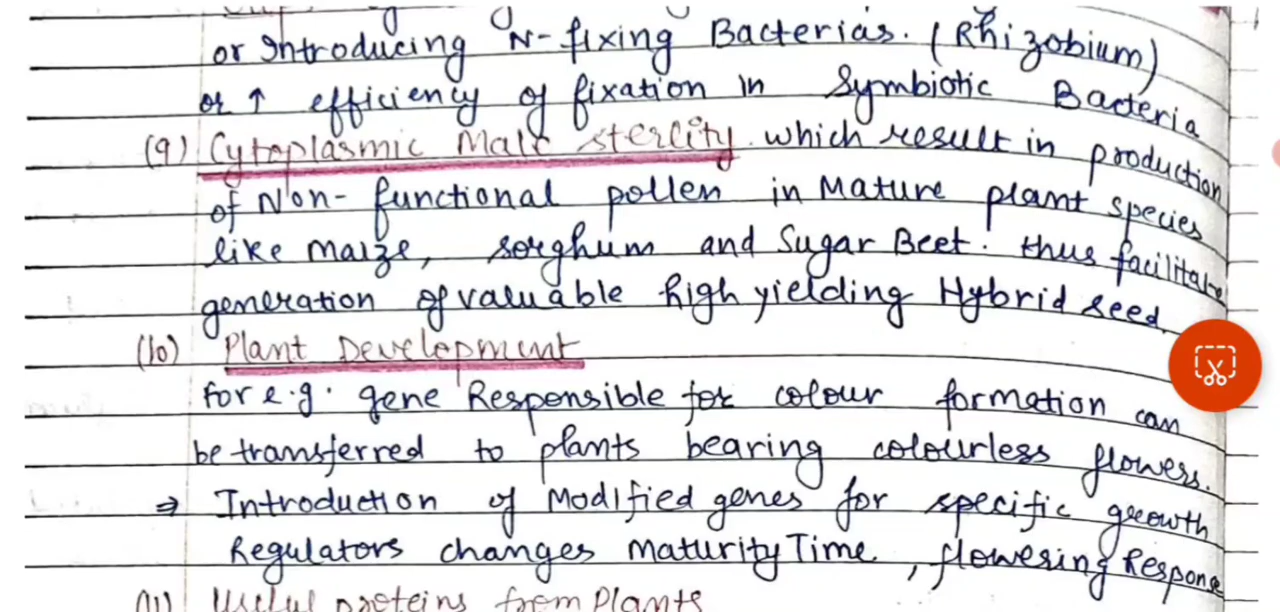 or Introducing N-fixing Bacterias. (Rhizobium)
or ↑ efficiency of fixation in Symbiotic Bacteria
(9) Cytoplasmic Male sterlity which result in production
of Non-functional pollen in Mature plant species
like maize, sorghum and Sugar Beet. thus facilitate
generation of valuable high yielding Hybrid seed.
(10) Plant Development
for e.g. gene Responsible for colour formation can
be transferred to plants bearing colourless flowers.
⇒ Introduction of Modified genes for specific growth
Regulators changes maturity Time, flowering Respone
(11) Useful proteins from Plants